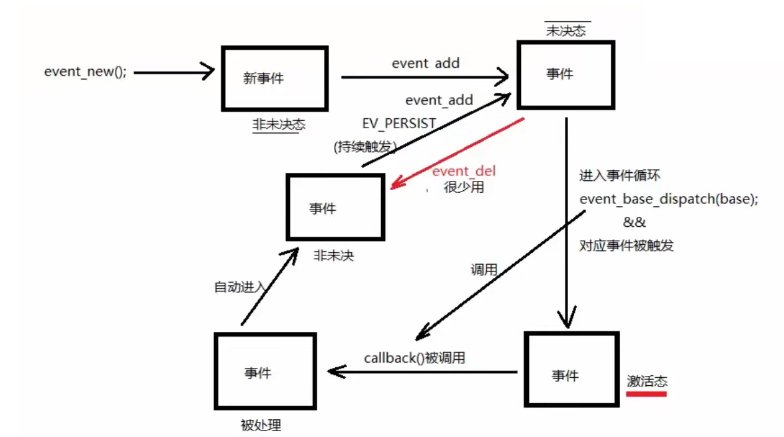 未决态
event_new();
新事件
event add
事件
非未决态
event_add
EV_PERSIST
(持续触发)
event_del
很少用
事件
非未决
进入事件循环
event_base_dispatch(base);
&&
对应事件被触发
调用
自动进入
事件
callback()被调用
事件
激活态
被处理